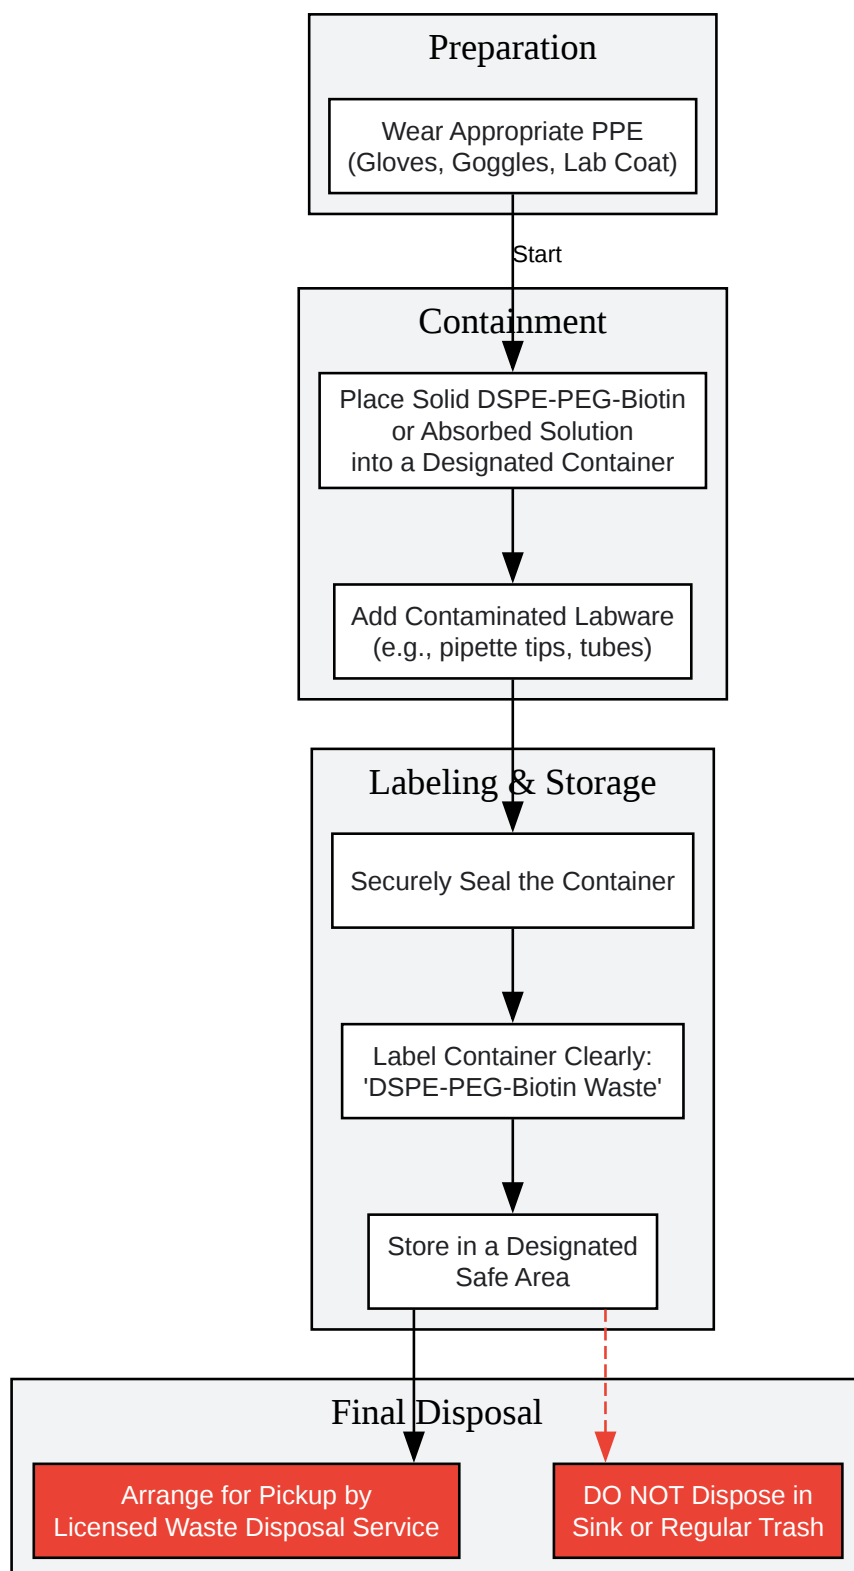 Preparation
Wear Appropriate PPE
(Gloves, Goggles, Lab Coat)
Start
Containment
Place Solid DSPE-PEG-Biotin
or Absorbed Solution
into a Designated Container
Add Contaminated Labware
(e.g., pipette tips, tubes)
Labeling & Storage
Securely Seal the Container
Label Container Clearly:
'DSPE-PEG-Biotin Waste'
Store in a Designated
Safe Area
Final Disposal
Arrange for Pickup by
Licensed Waste Disposal Service
DO NOT Dispose in
Sink or Regular Trash